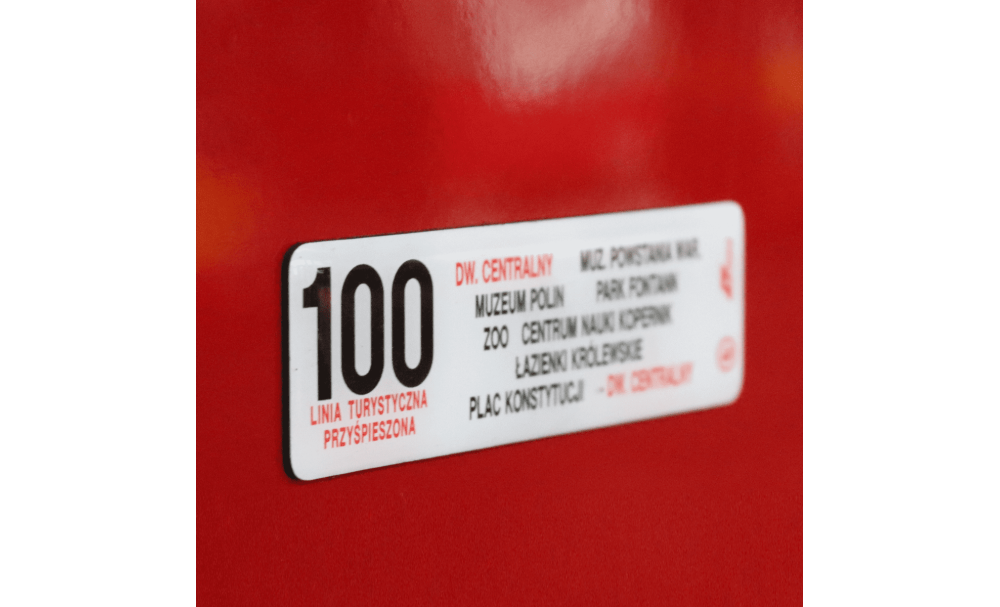 100
LINIA TURYSTYCZNA
PRZYŚPIESZONA
DW. CENTRALNY MUZ. POWSTANIA WAR.
MUZEUM POLIN PARK FONTANN
ZOO CENTRUM NAUKI KOPERNIK
ŁAZIENKI KRÓLEWSKIE
PLAC KONSTYTUCJI - DW. CENTRALNY